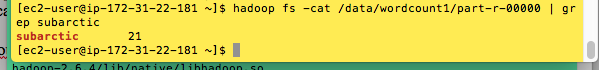 [ec2-user@ip-172-31-22-181 ~]$ hadoop fs -cat /data/wordcount1/part-r-00000 | gr
ep subarctic
subarctic 21
[ec2-user@ip-172-31-22-181 ~]$
hadoop-2.6.4/lib/native/libhadoop.so